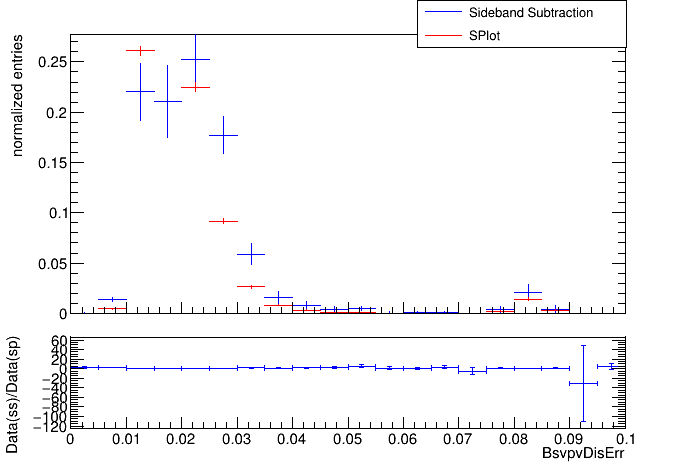 Sideband Subtraction
SPlot
normalized entries
0.25
0.2
0.15
0.1
0.05
0
Data(ss)/Data(sp)
60
40
20
0
−20
−40
−60
−80
−100
−120
0 0.01 0.02 0.03 0.04 0.05 0.06 0.07 0.08 0.09 0.1
BsvpvDisErr